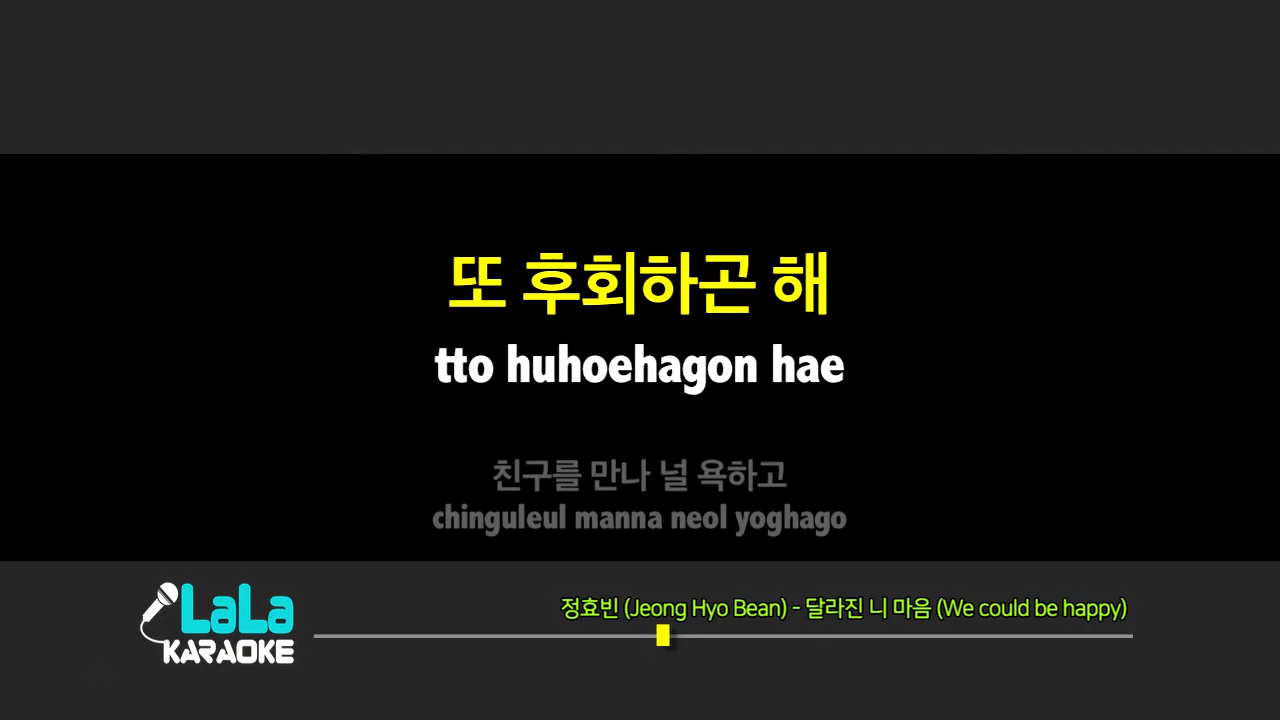 또 후회하곤 해
tto huhoehagon hae
친구를 만나 널 욕하고
chinguleul manna neol yoghago
LaLa
KARAOKE
정효빈 (Jeong Hyo Bean) - 달라진 니 마음 (We could be happy)